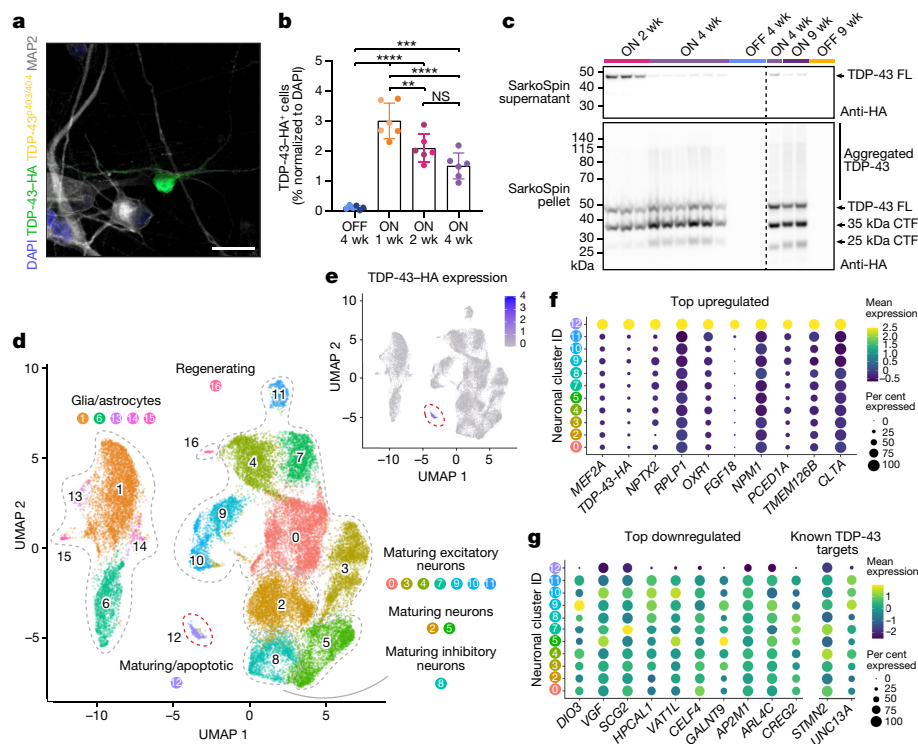 a
DAPI TDP-43–HA TDP-43p403/404 MAP2
b
TDP-43–HA+ cells
(% normalized to DAPI)
5
4
3
2
1
0
***
****
****
**
NS
OFF ON ON ON
4 wk 1 wk 2 wk 4 wk
c
ON 2 wk
ON 4 wk
OFF 4 wk
ON 4 wk
ON 9 wk
OFF 9 wk
SarkoSpin
supernatant
50
40
30
TDP-43 FL
Anti-HA
SarkoSpin
pellet
140
115
80
65
50
40
30
25
kDa
Aggregated
TDP-43
TDP-43 FL
35 kDa CTF
25 kDa CTF
Anti-HA
d
UMAP 2
10
5
0
−5
−10 −5 0 5
UMAP 1
Glia/astrocytes
1 6 13 14 15
Regenerating
16
16
11
4
7
1
13
9
0
14
15
10
3
6
2
12
5
8
Maturing excitatory
neurons
0 3 4 7 9 10 11
Maturing neurons
2 5
Maturing inhibitory
neurons
8
Maturing/apoptotic
12
e
TDP-43–HA expression
4
3
2
1
0
UMAP 2
10
5
0
−5
−10 −5 0 5
UMAP 1
f
Top upregulated
Neuronal cluster ID
12
11
10
9
8
7
5
4
3
2
0
MEF2A
TDP-43-HA
NPTX2
RPLP1
OXR1
FGF18
NPM1
PCED1A
TMEM126B
CLTA
Mean
expression
2.5
2.0
1.5
1.0
0.5
0
−0.5
Per cent
expressed
0
25
50
75
100
g
Top downregulated
Known TDP-43
targets
Neuronal cluster ID
12
11
10
9
8
7
5
4
3
2
0
DIO3
VGF
SCG2
HPCAL1
VAT1L
CELF4
GALNT9
AP2M1
ARL4C
CREG2
STMN2
UNC13A
Mean
expression
2
1
0
−1
−2
Per cent
expressed
0
25
50
75
100